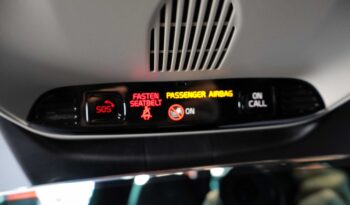 SOS
FASTEN
SEATBELT
PASSENGER AIRBAG
ON
ON
CALL